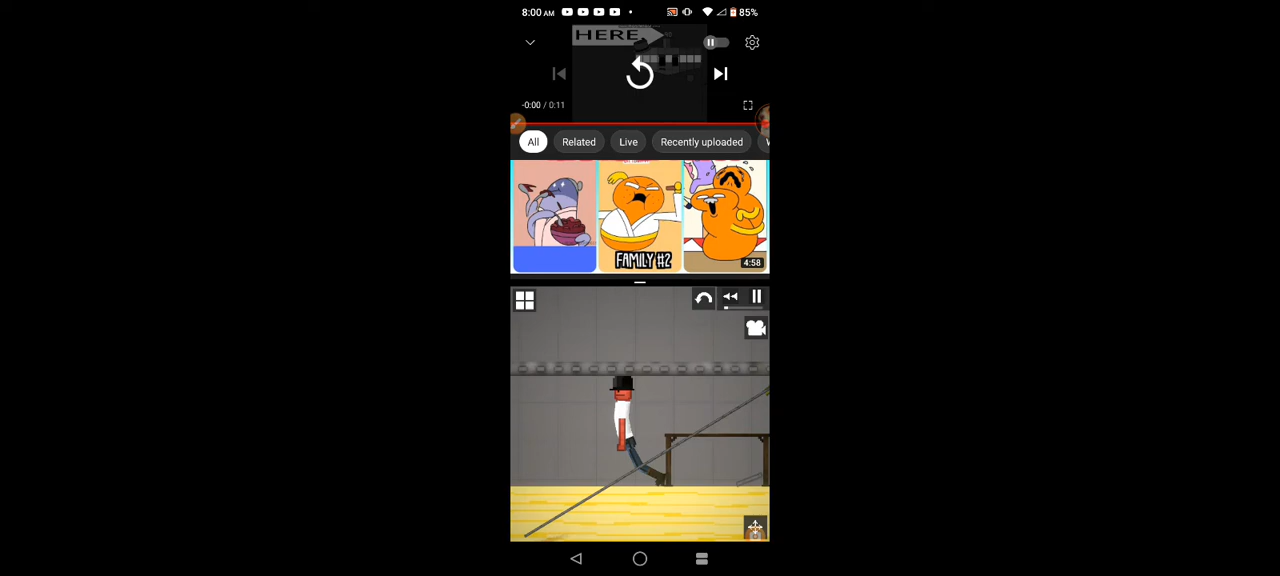 8:00 AM
85%
HERE
-0:00 / 0:11
All
Related
Live
Recently uploaded
FAMILY #2
4:58